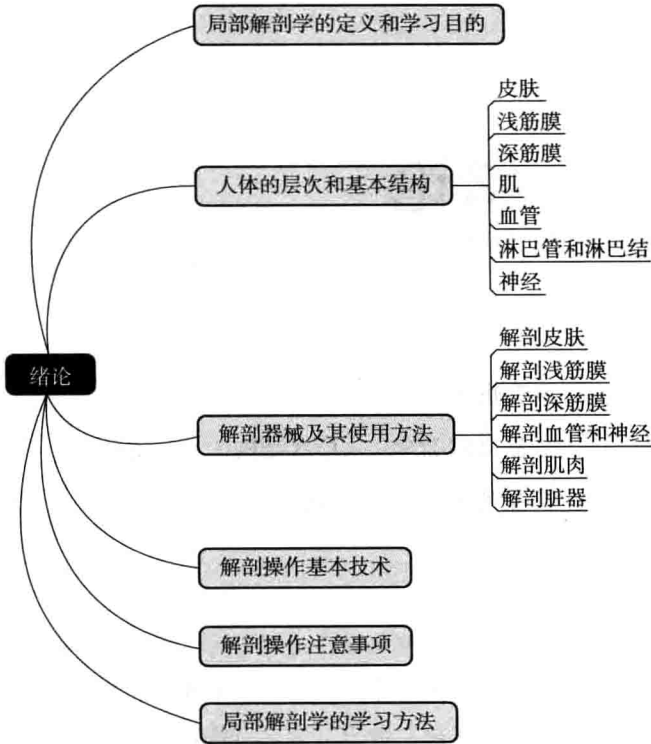 局部解剖学的定义和学习目的
人体的层次和基本结构
皮肤
浅筋膜
深筋膜
肌
血管
淋巴管和淋巴结
神经
绪论
解剖器械及其使用方法
解剖皮肤
解剖浅筋膜
解剖深筋膜
解剖血管和神经
解剖肌肉
解剖脏器
解剖操作基本技术
解剖操作注意事项
局部解剖学的学习方法